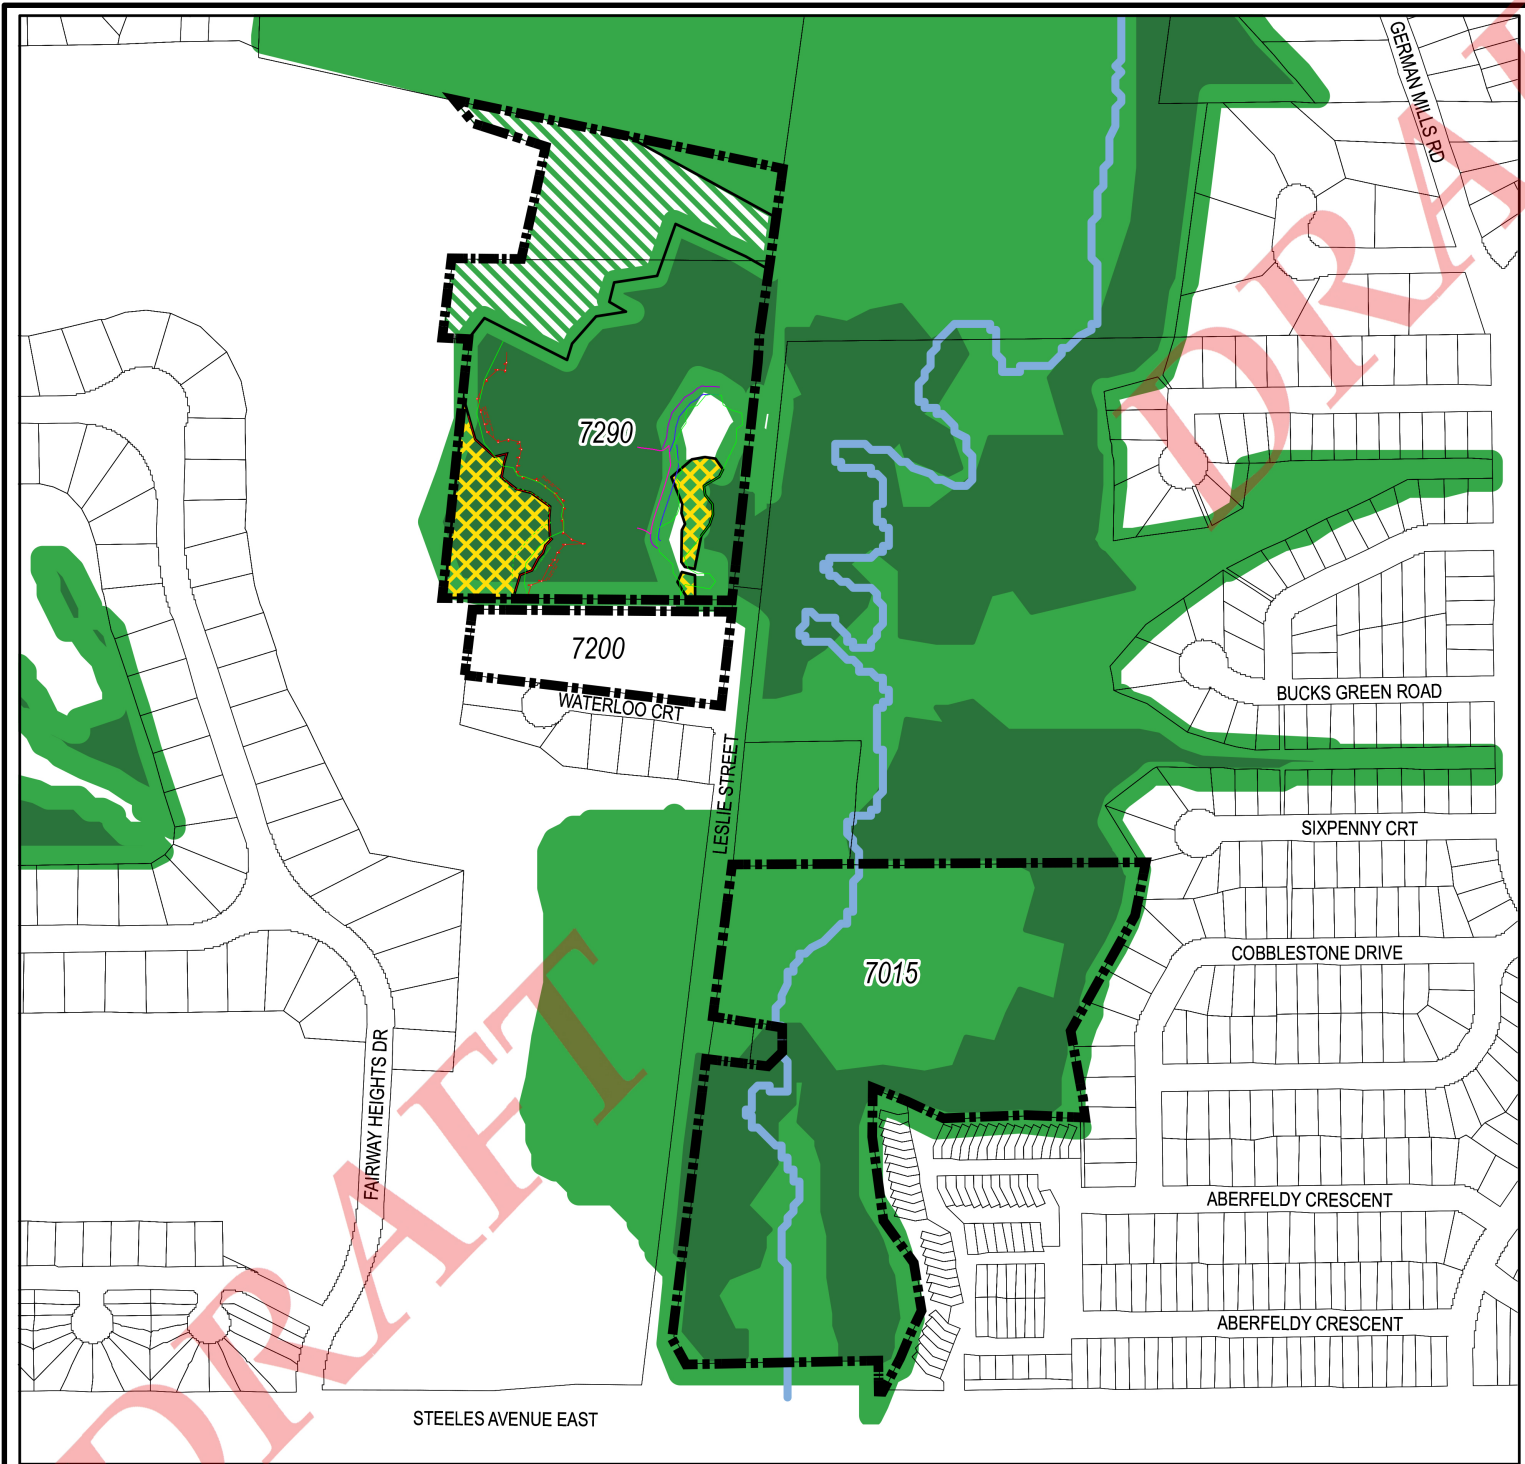 DRAFT
GERMAN MILLS RD
7290
7200
WATERLOO CRT
BUCKS GREEN ROAD
LESLIE STREET
SIXPENNY CRT
COBBLESTONE DRIVE
7015
FAIRWAY HEIGHTS DR
ABERFELDY CRESCENT
ABERFELDY CRESCENT
STEELES AVENUE EAST
DRAFT